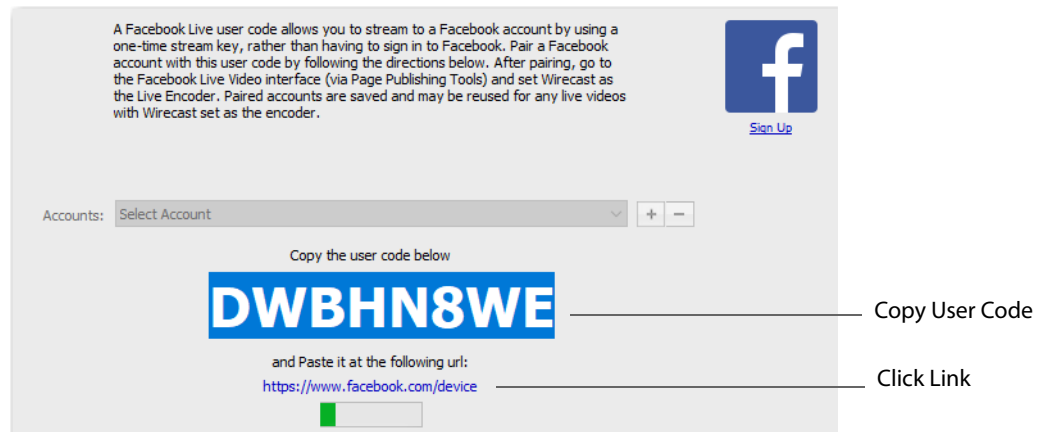 A Facebook Live user code allows you to stream to a Facebook account by using a
one-time stream key, rather than having to sign in to Facebook. Pair a Facebook
account with this user code by following the directions below. After pairing, go to
the Facebook Live Video interface (via Page Publishing Tools) and set Wirecast as
the Live Encoder. Paired accounts are saved and may be reused for any live videos
with Wirecast set as the encoder.
Sign Up
Accounts: Select Account + −
Copy the user code below
DWBHN8WE
Copy User Code
and Paste it at the following url:
https://www.facebook.com/device
Click Link